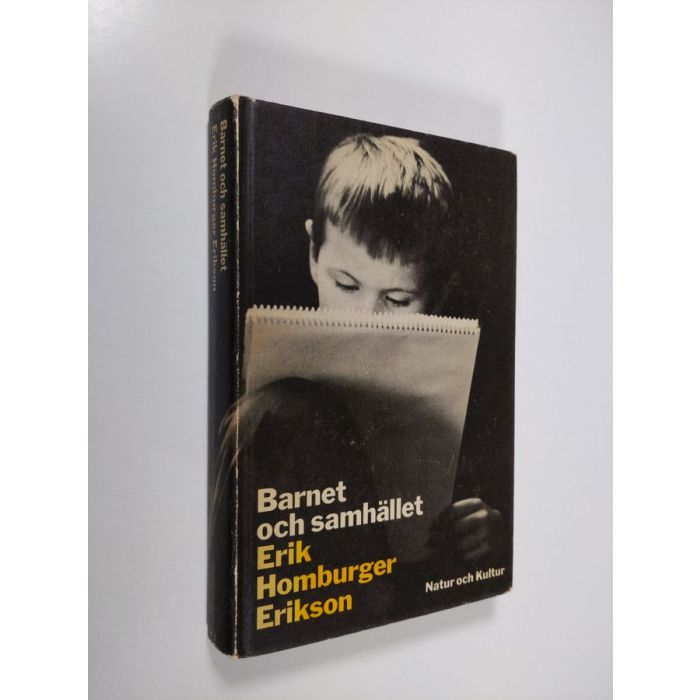 Barnet och samhället
Erik Homburger Erikson
Barnet
och samhället
Erik
Homburger
Erikson
Natur och Kultur